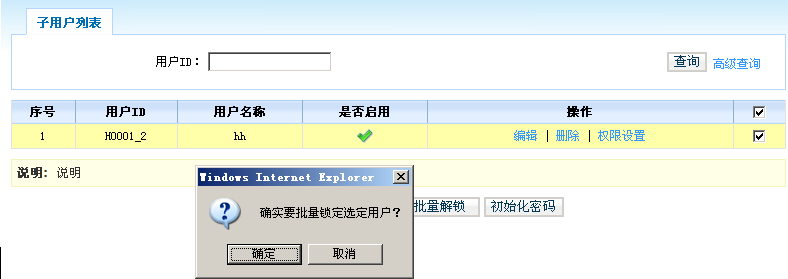 子用户列表
用户ID：
查询 高级查询
序号 用户ID 用户名称 是否启用 操作
1 H0001_2 hh 编辑 | 删除 | 权限设置
说明: 说明
Windows Internet Explorer
批量解锁 初始化密码
确实要批量锁定选定用户?
确定 取消